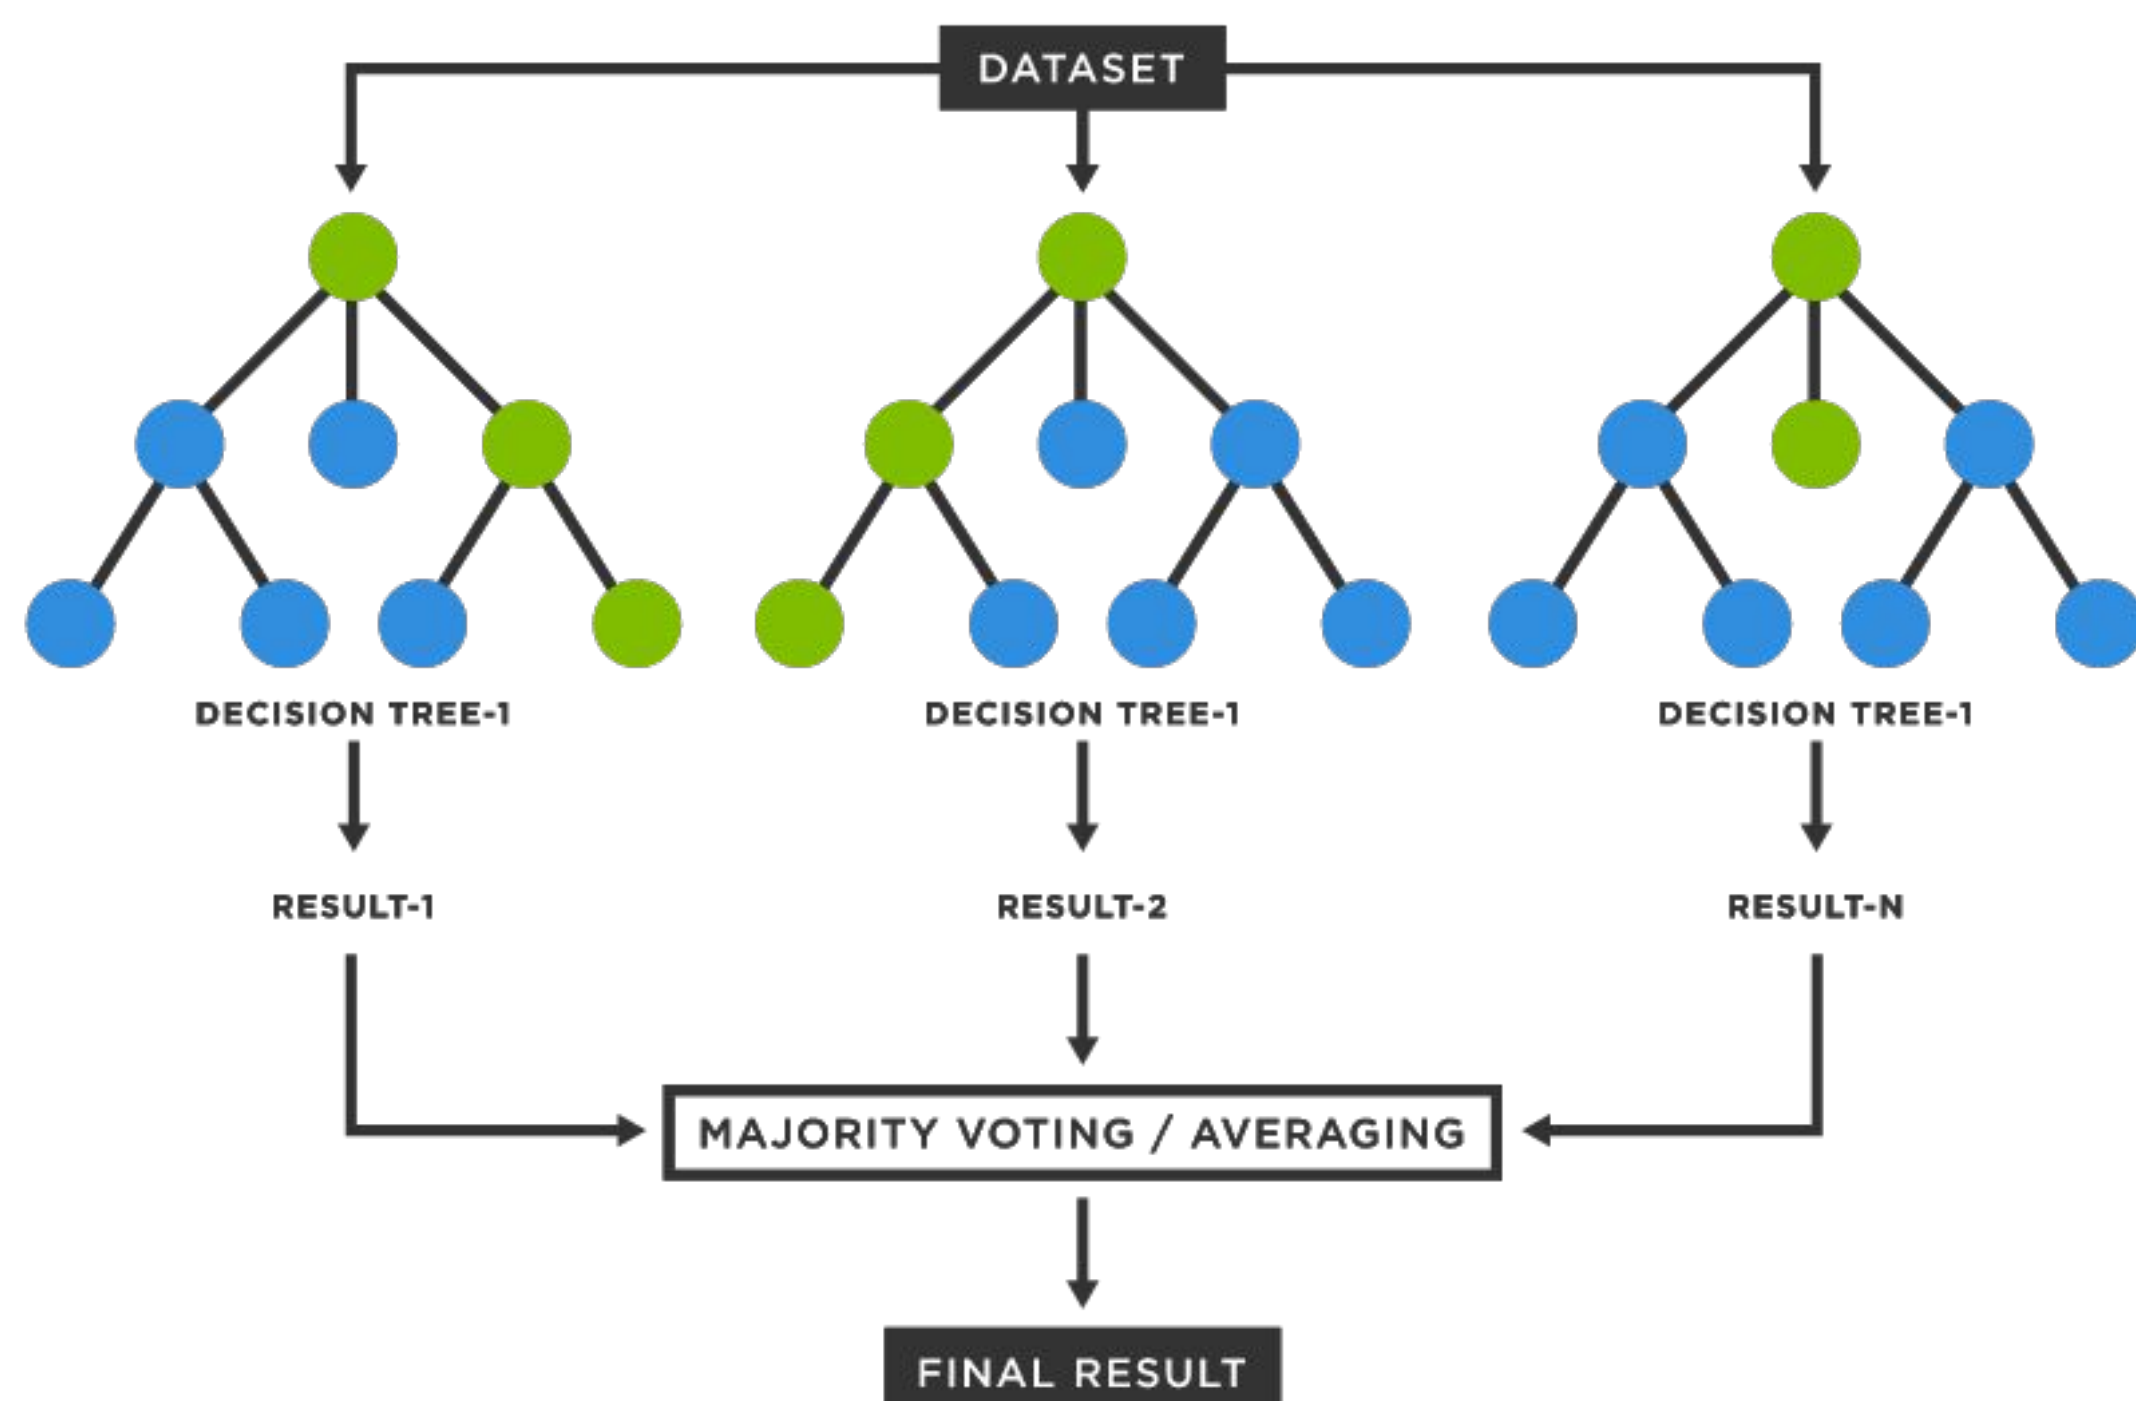 DATASET
DECISION TREE-1
DECISION TREE-1
DECISION TREE-1
RESULT-1
RESULT-2
RESULT-N
MAJORITY VOTING / AVERAGING
FINAL RESULT